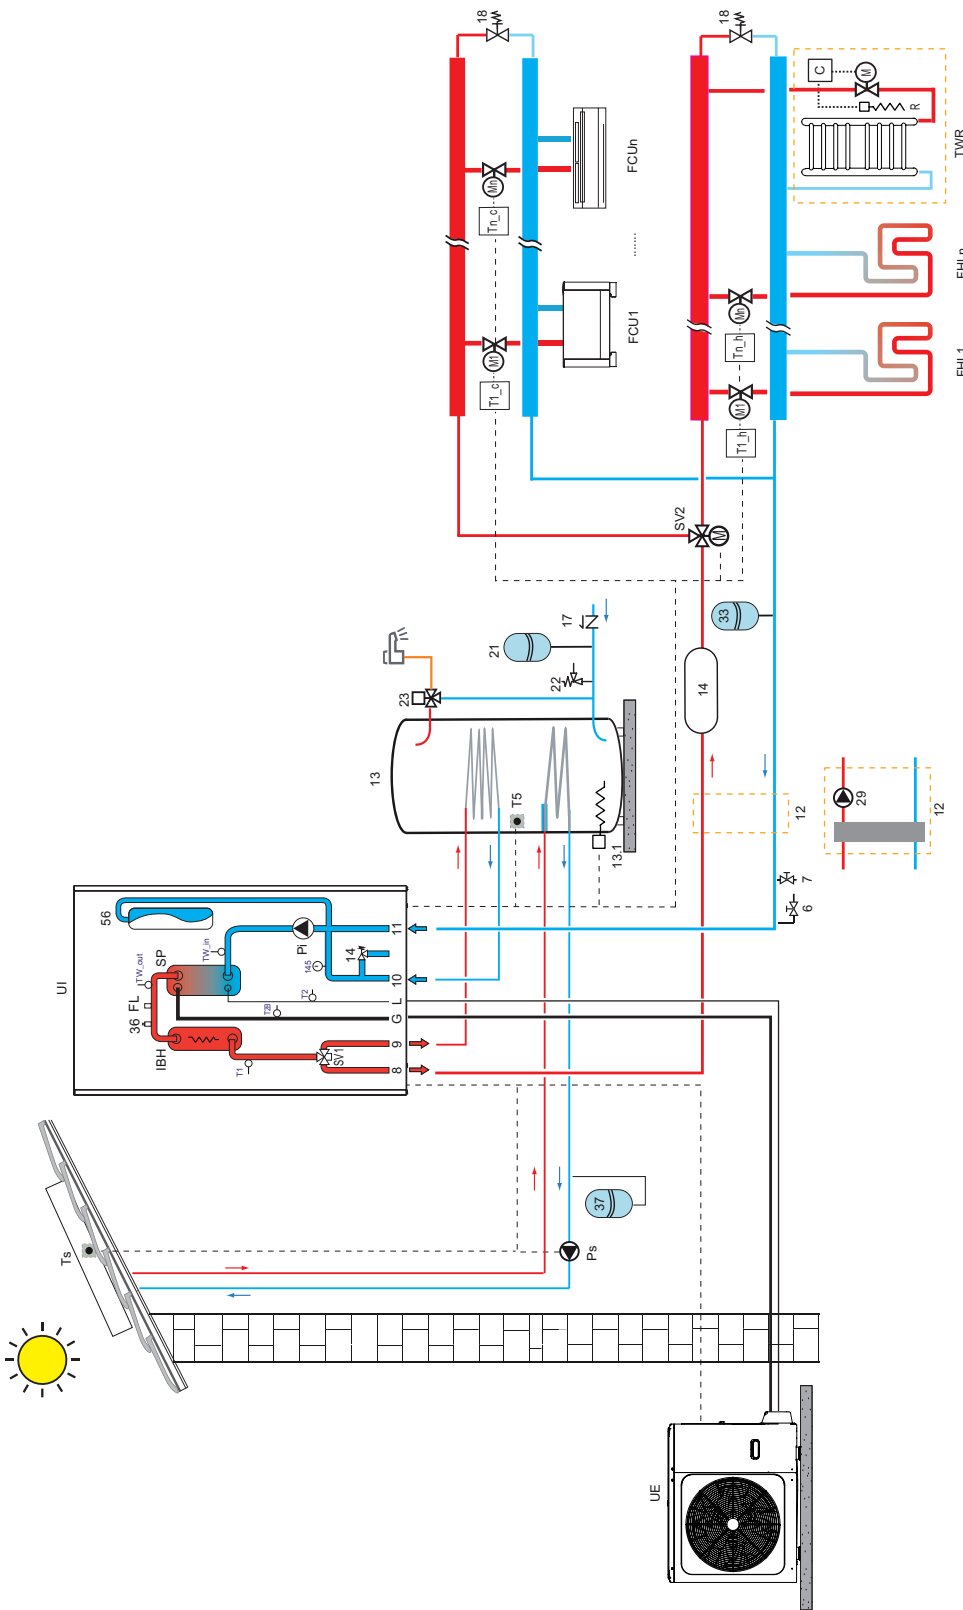 Ts
UI
56
36
FL
TW_out
SP
TW_in
IBH
T1
T2B
T2
145
Pi
14
SV1
8
9
G
L
10
11
13
23
T5
13.1
21
22
17
37
Ps
UE
18
Mn
Tn_c
M1
T1_c
FCUn
FCU1
18
SV2
M
14
33
Mn
Tn_h
M1
T1_h
C
M
R
TWR
FHLn
FHL1
12
7
6
29
12